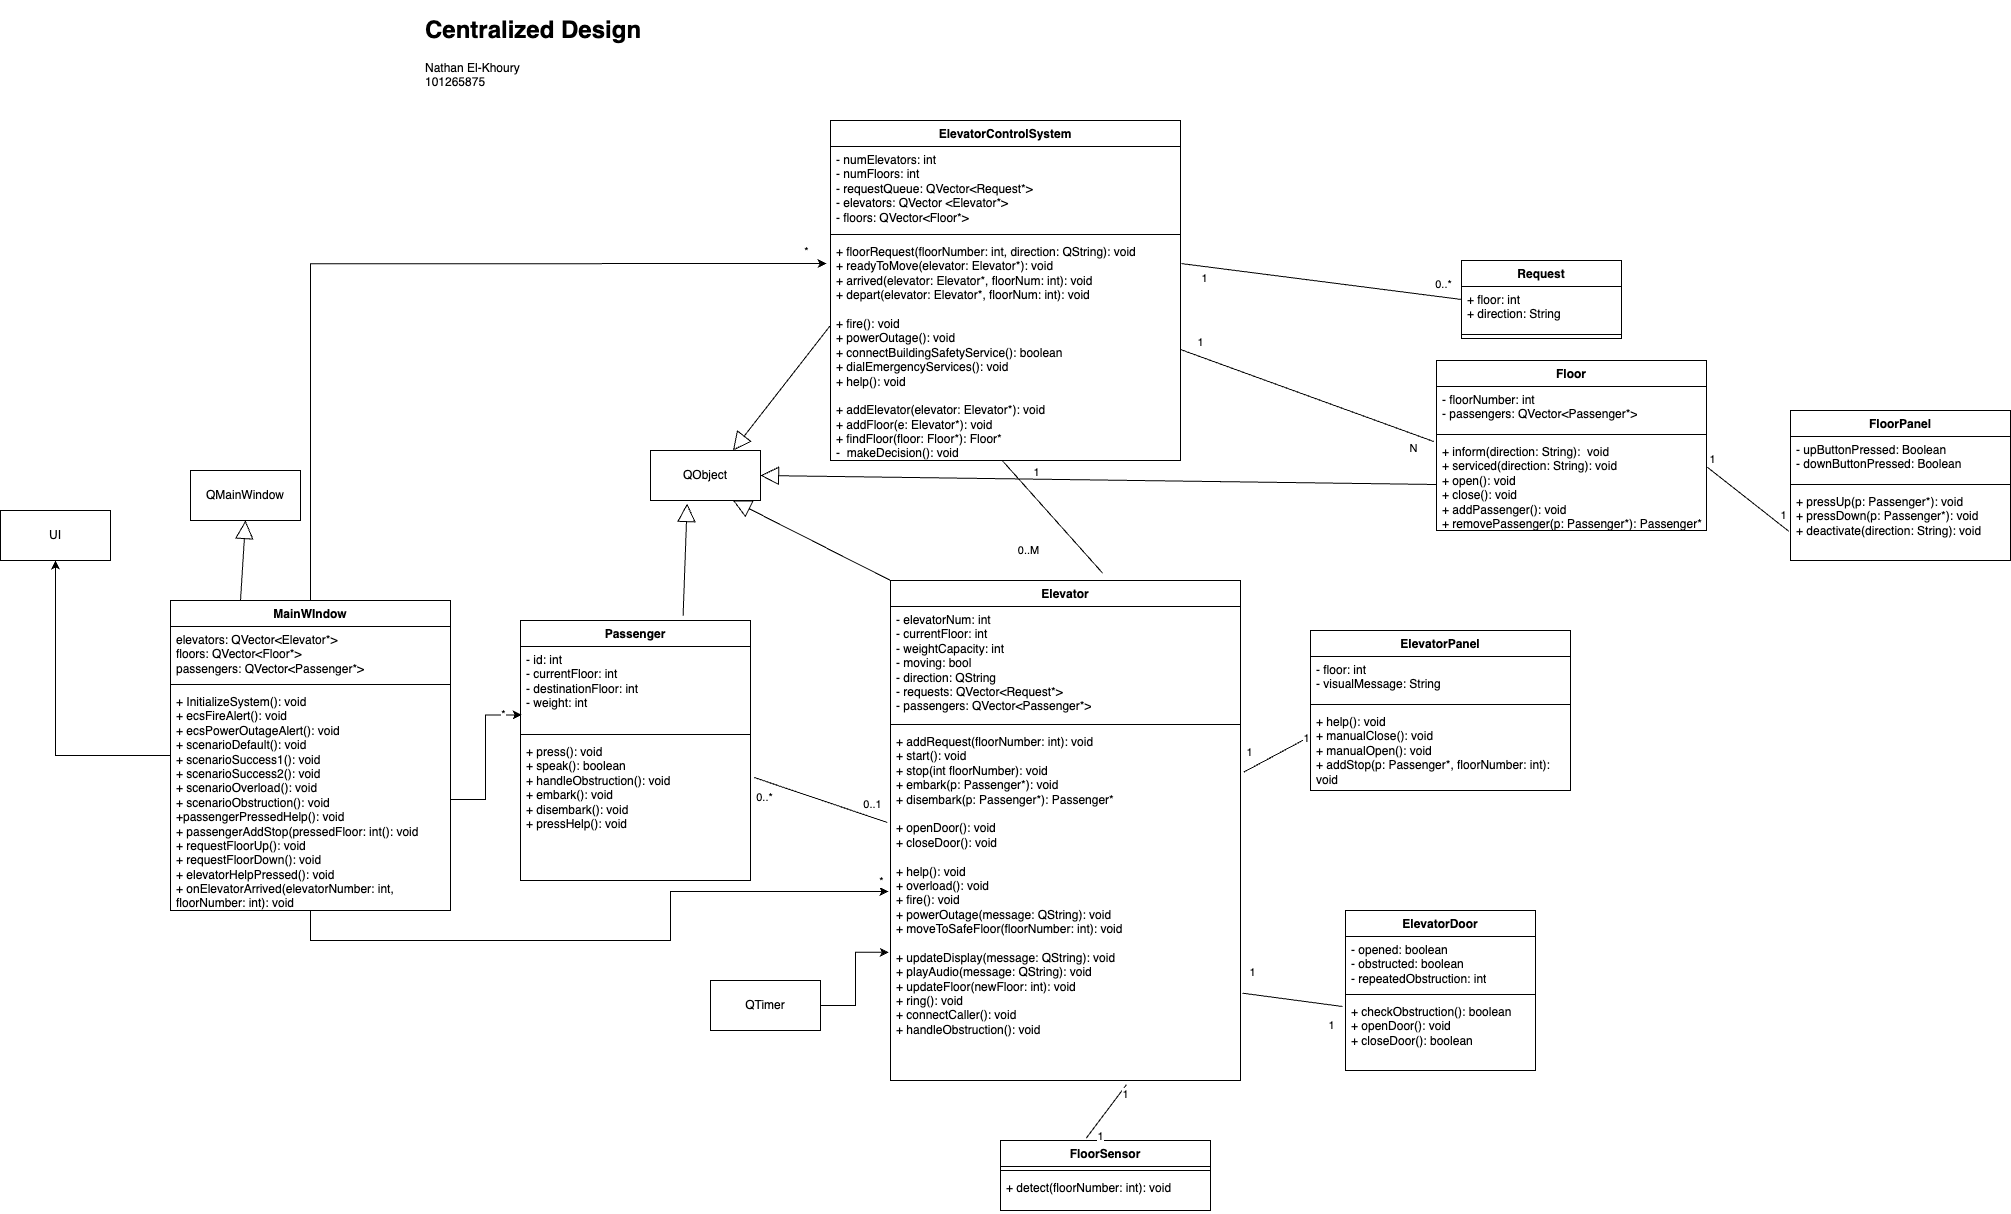 Centralized Design
Nathan El-Khoury
101265875
ElevatorControlSystem
- numElevators: int
- numFloors: int
- requestQueue: QVector<Request*>
- elevators: QVector <Elevator*>
- floors: QVector<Floor*>
+ floorRequest(floorNumber: int, direction: QString): void
+ readyToMove(elevator: Elevator*): void
+ arrived(elevator: Elevator*, floorNum: int): void
+ depart(elevator: Elevator*, floorNum: int): void
+ fire(): void
+ powerOutage(): void
+ connectBuildingSafetyService(): boolean
+ dialEmergencyServices(): void
+ help(): void
+ addElevator(elevator: Elevator*): void
+ addFloor(e: Elevator*): void
+ findFloor(floor: Floor*): Floor*
- makeDecision(): void
*
1
0..*
Request
+ floor: int
+ direction: String
1
N
Floor
- floorNumber: int
- passengers: QVector<Passenger*>
+ inform(direction: String): void
+ serviced(direction: String): void
+ open(): void
+ close(): void
+ addPassenger(): void
+ removePassenger(p: Passenger*): Passenger*
1
1
FloorPanel
- upButtonPressed: Boolean
- downButtonPressed: Boolean
+ pressUp(p: Passenger*): void
+ pressDown(p: Passenger*): void
+ deactivate(direction: String): void
QObject
1
0..M
QMainWindow
UI
MainWIndow
elevators: QVector<Elevator*>
floors: QVector<Floor*>
passengers: QVector<Passenger*>
+ InitializeSystem(): void
+ ecsFireAlert(): void
+ ecsPowerOutageAlert(): void
+ scenarioDefault(): void
+ scenarioSuccess1(): void
+ scenarioSuccess2(): void
+ scenarioOverload(): void
+ scenarioObstruction(): void
+passengerPressedHelp(): void
+ passengerAddStop(pressedFloor: int(): void
+ requestFloorUp(): void
+ requestFloorDown(): void
+ elevatorHelpPressed(): void
+ onElevatorArrived(elevatorNumber: int,
floorNumber: int): void
*
Passenger
- id: int
- currentFloor: int
- destinationFloor: int
- weight: int
+ press(): void
+ speak(): boolean
+ handleObstruction(): void
+ embark(): void
+ disembark(): void
+ pressHelp(): void
0..*
0..1
*
Elevator
- elevatorNum: int
- currentFloor: int
- weightCapacity: int
- moving: bool
- direction: QString
- requests: QVector<Request*>
- passengers: QVector<Passenger*>
+ addRequest(floorNumber: int): void
+ start(): void
+ stop(int floorNumber): void
+ embark(p: Passenger*): void
+ disembark(p: Passenger*): Passenger*
+ openDoor(): void
+ closeDoor(): void
+ help(): void
+ overload(): void
+ fire(): void
+ powerOutage(message: QString): void
+ moveToSafeFloor(floorNumber: int): void
+ updateDisplay(message: QString): void
+ playAudio(message: QString): void
+ updateFloor(newFloor: int): void
+ ring(): void
+ connectCaller(): void
+ handleObstruction(): void
1
1
ElevatorPanel
- floor: int
- visualMessage: String
+ help(): void
+ manualClose(): void
+ manualOpen(): void
+ addStop(p: Passenger*, floorNumber: int):
void
QTimer
1
1
ElevatorDoor
- opened: boolean
- obstructed: boolean
- repeatedObstruction: int
+ checkObstruction(): boolean
+ openDoor(): void
+ closeDoor(): boolean
1
1
FloorSensor
+ detect(floorNumber: int): void